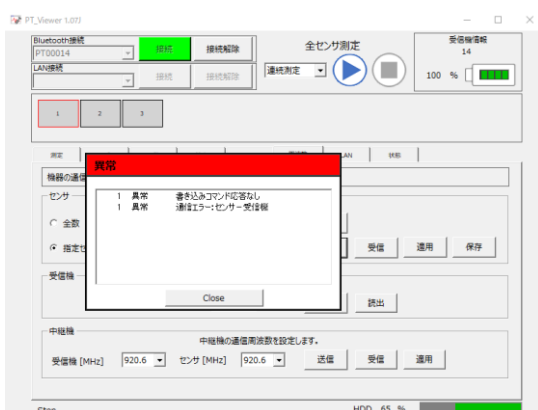 PT_Viewer 1.07J
Bluetooth接続
PT00014
接続
接続解除
LAN接続
接続
接続解除
全センサ測定
連続測定
受信機情報
14
100 %
1 2 3
測定
LAN
状態
異常
機器の通信
センサ
1 異常 書き込みコマンド応答なし
1 異常 通信エラー:センサー受信機
全数
指定セ
受信
適用
保存
受信機
読出
Close
中継機
中継機の通信周波数を設定します。
受信機 [MHz] 920.6 センサ [MHz] 920.6 送信 受信 適用
Stop
HDD 65 %